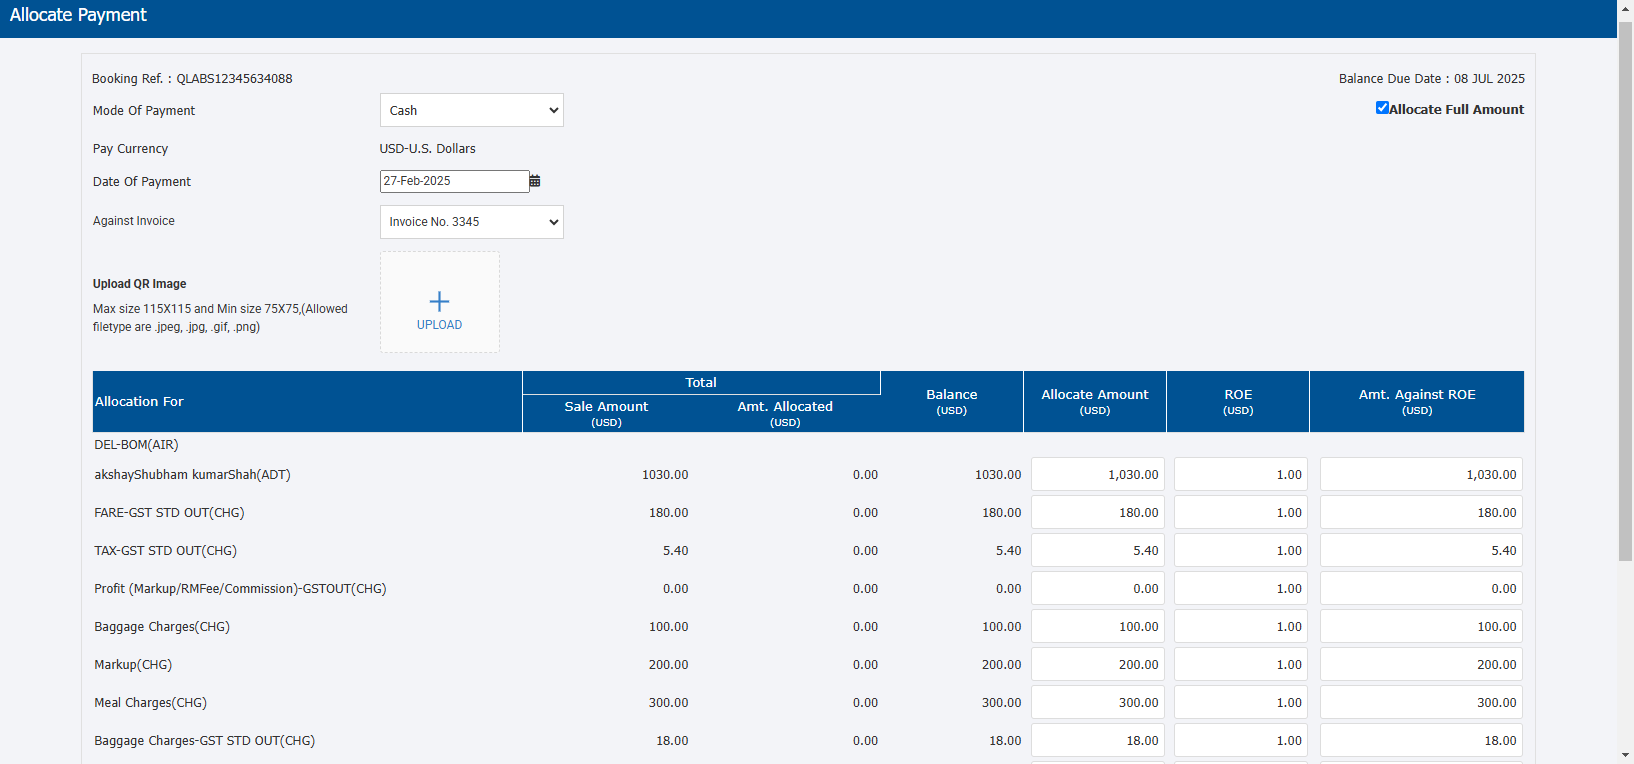 Allocate Payment
Booking Ref. : QLABS12345634088
Balance Due Date : 08 JUL 2025
Mode Of Payment
Cash
Allocate Full Amount
Pay Currency
USD-U.S. Dollars
Date Of Payment
27-Feb-2025
Against Invoice
Invoice No. 3345
Upload QR Image
Max size 115X115 and Min size 75X75,(Allowed
filetype are .jpeg, .jpg, .gif, .png)
UPLOAD
Allocation For
Total
Sale Amount
(USD)
Amt. Allocated
(USD)
Balance
(USD)
Allocate Amount
(USD)
ROE
(USD)
Amt. Against ROE
(USD)
DEL-BOM(AIR)
akshayShubham kumarShah(ADT) 1030.00 0.00 1030.00 1,030.00 1.00 1,030.00
FARE-GST STD OUT(CHG) 180.00 0.00 180.00 180.00 1.00 180.00
TAX-GST STD OUT(CHG) 5.40 0.00 5.40 5.40 1.00 5.40
Profit (Markup/RMFee/Commission)-GSTOUT(CHG) 0.00 0.00 0.00 0.00 1.00 0.00
Baggage Charges(CHG) 100.00 0.00 100.00 100.00 1.00 100.00
Markup(CHG) 200.00 0.00 200.00 200.00 1.00 200.00
Meal Charges(CHG) 300.00 0.00 300.00 300.00 1.00 300.00
Baggage Charges-GST STD OUT(CHG) 18.00 0.00 18.00 18.00 1.00 18.00